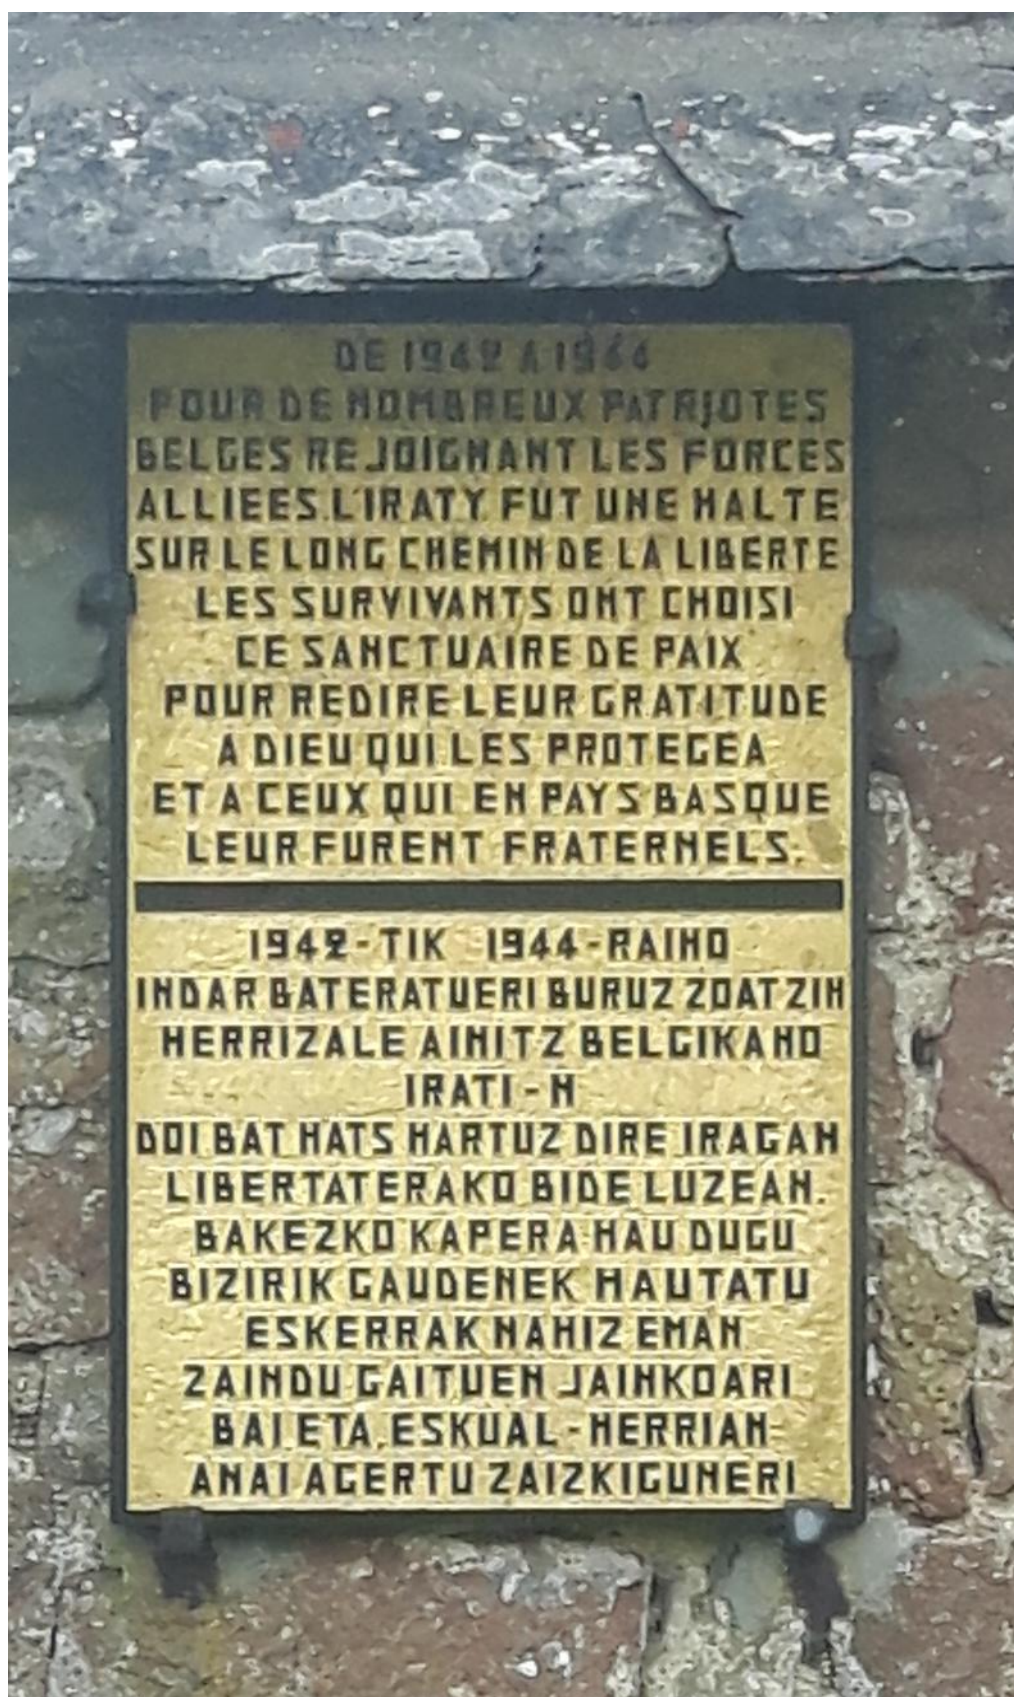 DE 1942 A 1944
POUR DE NOMBREUX PATRIOTES
BELGES REJOIGNANT LES FORCES
ALLIEES. L'IRATY FUT UNE HALTE
SUR LE LONG CHEMIN DE LA LIBERTE
LES SURVIVANTS ONT CHOISI
CE SANCTUAIRE DE PAIX
POUR REDIRE LEUR GRATITUDE
A DIEU QUI LES PROTEGEA
ET A CEUX QUI EN PAYS BASQUE
LEUR FURENT FRATERNELS.
1942-TIK 1944-RAINO
INDAR BATERATUERI BURUZ ZOATZIN
HERRIZALE AINITZ BELGIKANO
IRATI-N
DOI BAT HATS HARTUZ DIRE IRAGAN
LIBERTATERAKO BIDE LUZEAN.
BAKEZKO KAPERA HAU DUGU
BIZIRIK GAUDENEK HAUTATU
ESKERRAK NAHIZ EMAN
ZAINDU GAITUEN JAINKOARI
BAI ETA ESKUAL-HERRIAN
ANAI AGERTU ZAIZKIGUNERI